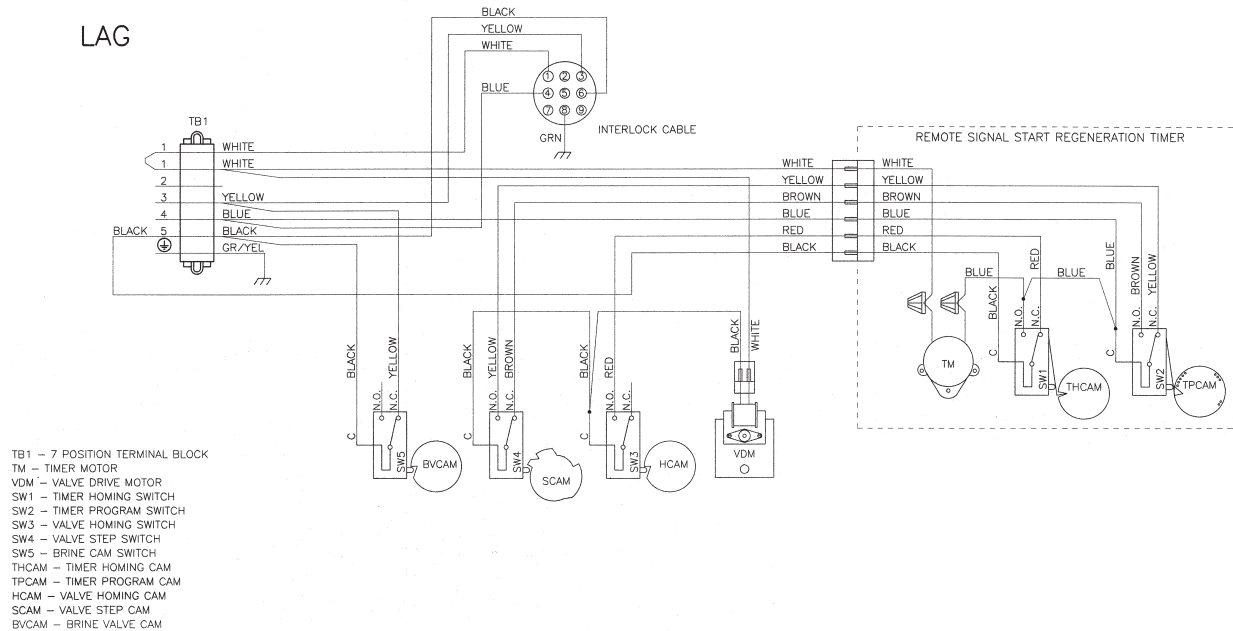 LAG
BLACK
YELLOW
WHITE
1 2 3
BLUE
4 5 6
7 8 9
GRN
INTERLOCK CABLE
TB1
REMOTE SIGNAL START REGENERATION TIMER
1 WHITE
1 WHITE
2
3 YELLOW
4 BLUE
BLACK 5 BLACK
GR/YEL
WHITE WHITE
YELLOW YELLOW
BROWN BROWN
BLUE BLUE
RED RED
BLACK BLACK
BLUE
BLACK
RED
BLUE
BLUE
BROWN
YELLOW
N.O.
N.C.
C
SW1
TM
THCAM
N.O.
N.C.
C
SW2
TPCAM
BLACK
YELLOW
N.O.
N.C.
C
SW5
BVCAM
YELLOW
BROWN
N.O.
N.C.
C
SW4
SCAM
BLACK
RED
N.O.
N.C.
C
SW3
HCAM
BLACK
WHITE
VDM
TB1 – 7 POSITION TERMINAL BLOCK
TM – TIMER MOTOR
VDM – VALVE DRIVE MOTOR
SW1 – TIMER HOMING SWITCH
SW2 – TIMER PROGRAM SWITCH
SW3 – VALVE HOMING SWITCH
SW4 – VALVE STEP SWITCH
SW5 – BRINE CAM SWITCH
THCAM – TIMER HOMING CAM
TPCAM – TIMER PROGRAM CAM
HCAM – VALVE HOMING CAM
SCAM – VALVE STEP CAM
BVCAM – BRINE VALVE CAM